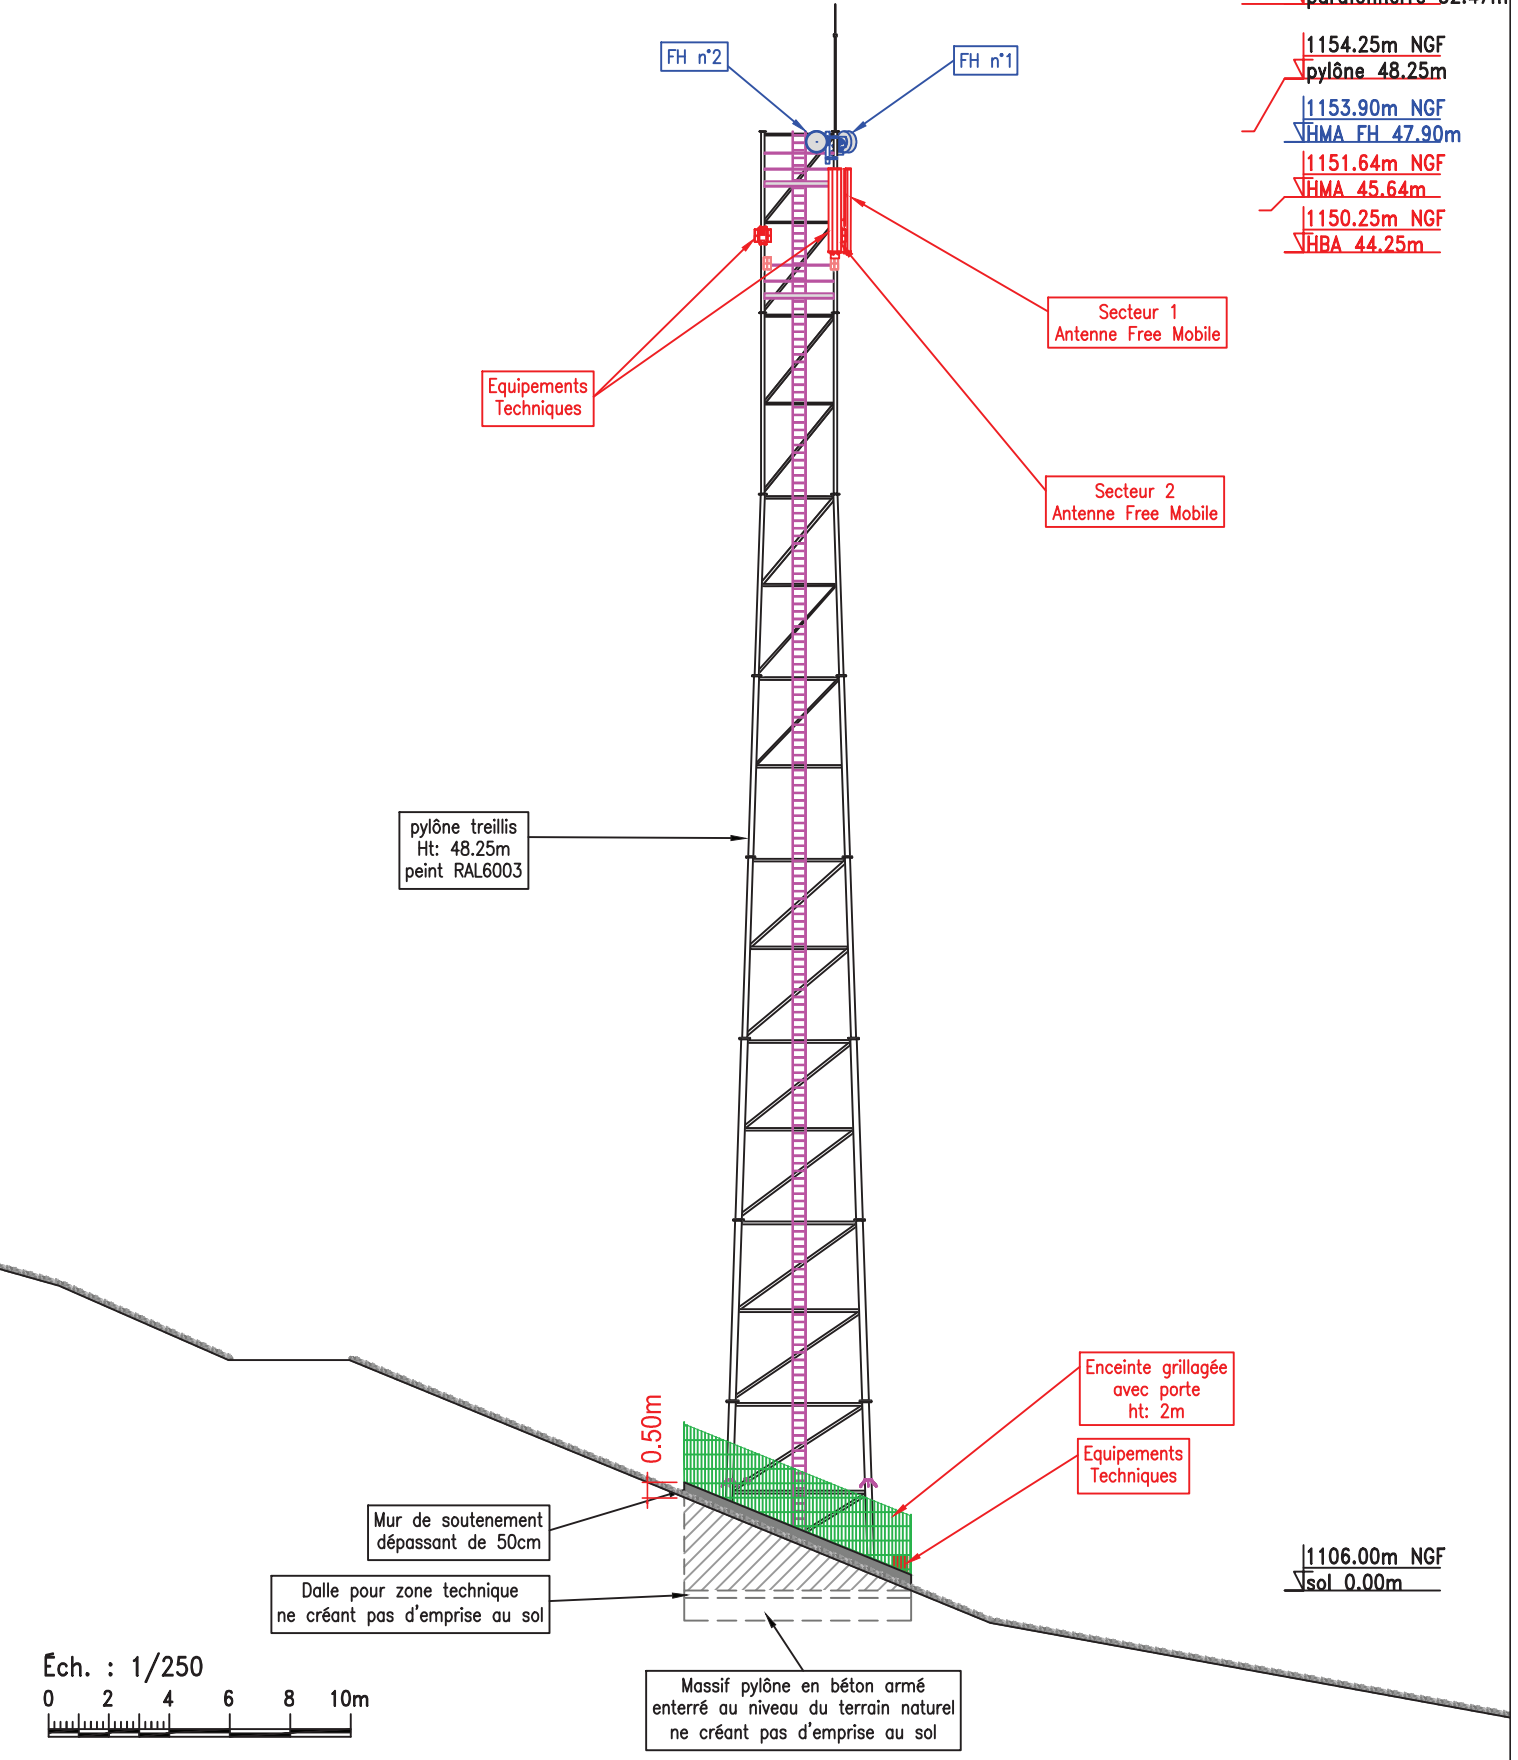 1154.25m NGF
pylône 48.25m
1153.90m NGF
HMA FH 47.90m
1151.64m NGF
HMA 45.64m
1150.25m NGF
HBA 44.25m
FH n°2
FH n°1
Secteur 1
Antenne Free Mobile
Equipements
Techniques
Secteur 2
Antenne Free Mobile
pylône treillis
Ht: 48.25m
peint RAL6003
Enceinte grillagée
avec porte
ht: 2m
0.50m
Equipements
Techniques
Mur de soutenement
dépassant de 50cm
1106.00m NGF
sol 0.00m
Dalle pour zone technique
ne créant pas d'emprise au sol
Massif pylône en béton armé
enterré au niveau du terrain naturel
ne créant pas d'emprise au sol
Éch. : 1/250
0 2 4 6 8 10m